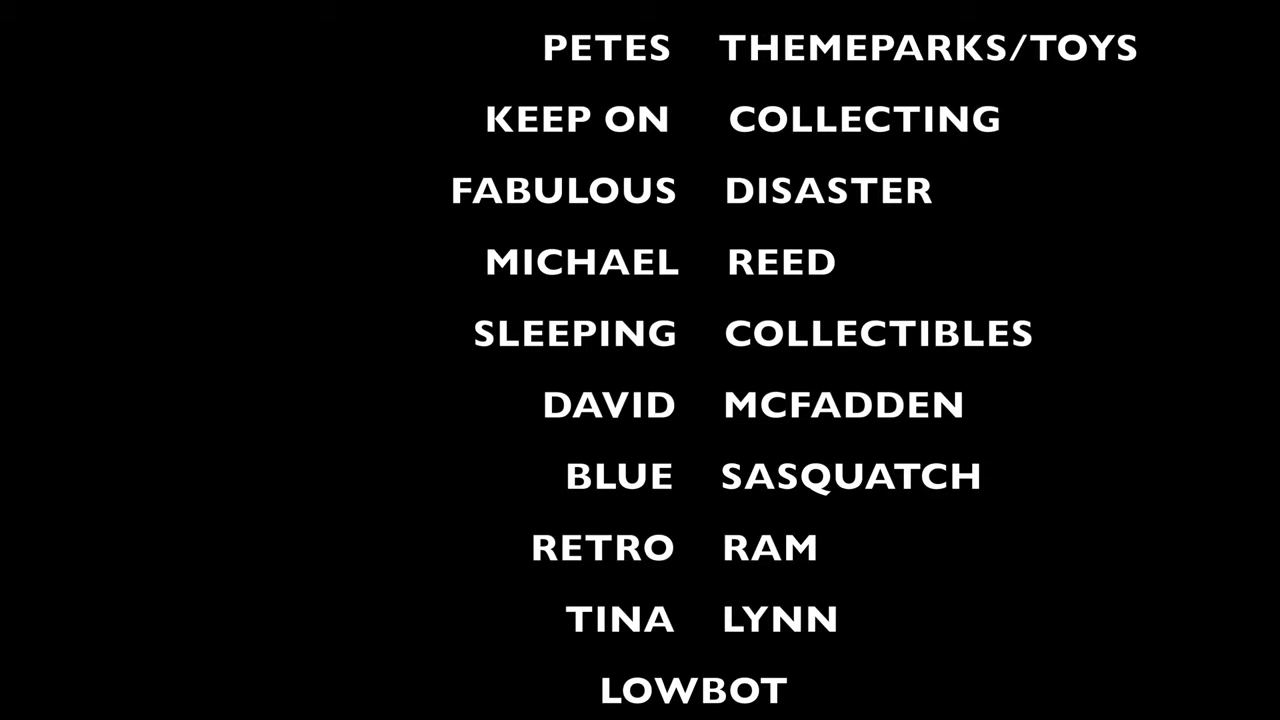 PETES THEMEPARKS/TOYS
KEEP ON COLLECTING
FABULOUS DISASTER
MICHAEL REED
SLEEPING COLLECTIBLES
DAVID MCFADDEN
BLUE SASQUATCH
RETRO RAM
TINA LYNN
LOWBOT